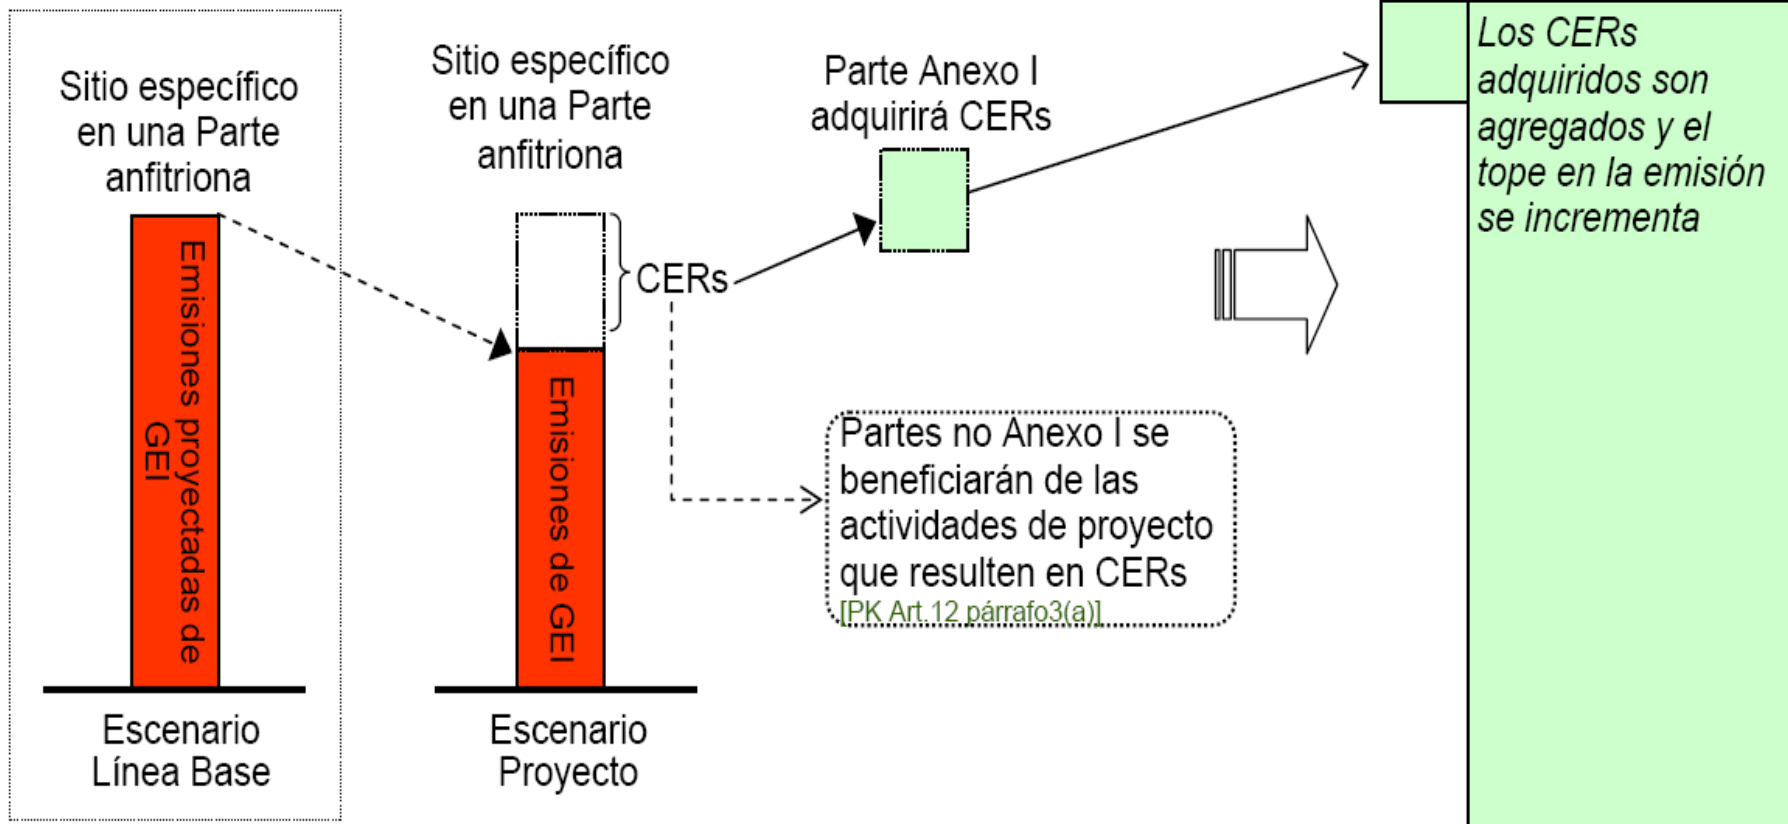 Sitio específico
en una Parte
anfitriona
Emisiones proyectadas de
GEI
Escenario
Línea Base
Sitio específico
en una Parte
anfitriona
CERs
Emisiones de GEI
Escenario
Proyecto
Parte Anexo I
adquirirá CERs
Partes no Anexo I se
beneficiarán de las
actividades de proyecto
que resulten en CERs
[PK Art.12 párrafo3(a)]
Los CERs
adquiridos son
agregados y el
tope en la emisión
se incrementa